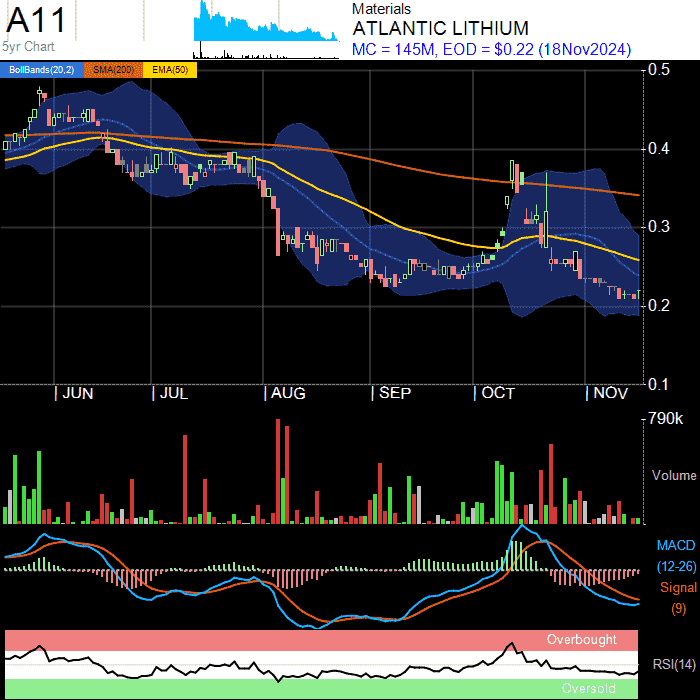 A11
5yr Chart
Materials
ATLANTIC LITHIUM
MC = 145M, EOD = $0.22 (18Nov2024)
BollBands(20,2) SMA(200) EMA(50)
0.5
0.4
0.3
0.2
0.1
JUN JUL AUG SEP OCT NOV
790k
Volume
MACD
(12-26)
Signal
(9)
Overbought
RSI(14)
Oversold